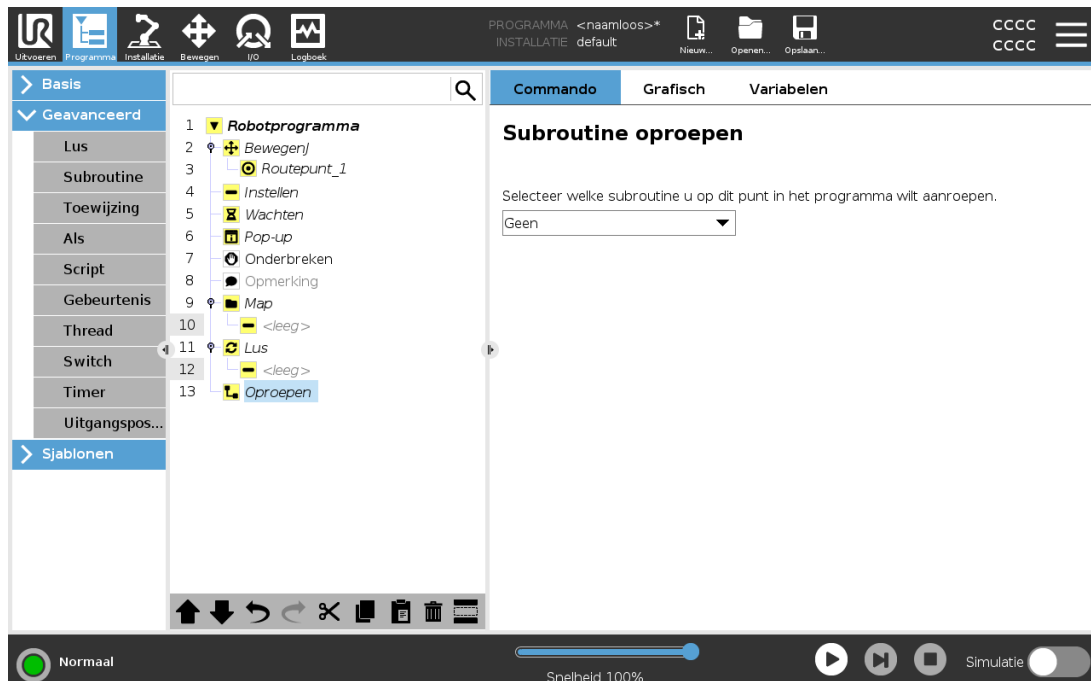 PROGRAMMA <naamloos>*
INSTALLATIE default
CCCC
CCCC
Uitvoeren Programma Installatie Bewegen I/O Logboek Nieuw... Openen... Opslaan...
Basis
Geavanceerd
Lus
Subroutine
Toewijzing
Als
Script
Gebeurtenis
Thread
Switch
Timer
Uitgangspos...
Sjablonen
1 Robotprogramma
2 BewegenJ
3 Routepunt_1
4 Instellen
5 Wachten
6 Pop-up
7 Onderbreken
8 Opmerking
9 Map
10 <leeg>
11 Lus
12 <leeg>
13 Oproepen
Commando Grafisch Variabelen
Subroutine oproepen
Selecteer welke subroutine u op dit punt in het programma wilt aanroepen.
Geen
Normaal
Snelheid 100%
Simulatie